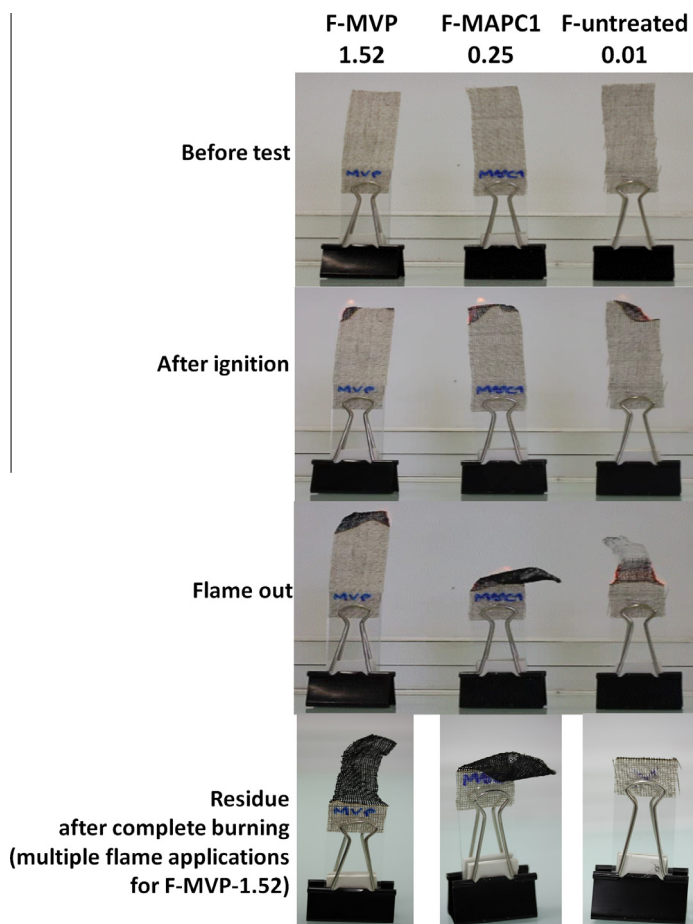 F-MVP F-MAPC1 F-untreated
1.52 0.25 0.01
Before test
MVP MAPC1
After ignition
MVP MAPC1
Flame out
MVP MAPC1
Residue
after complete burning
(multiple flame applications
for F-MVP-1.52)
MVP